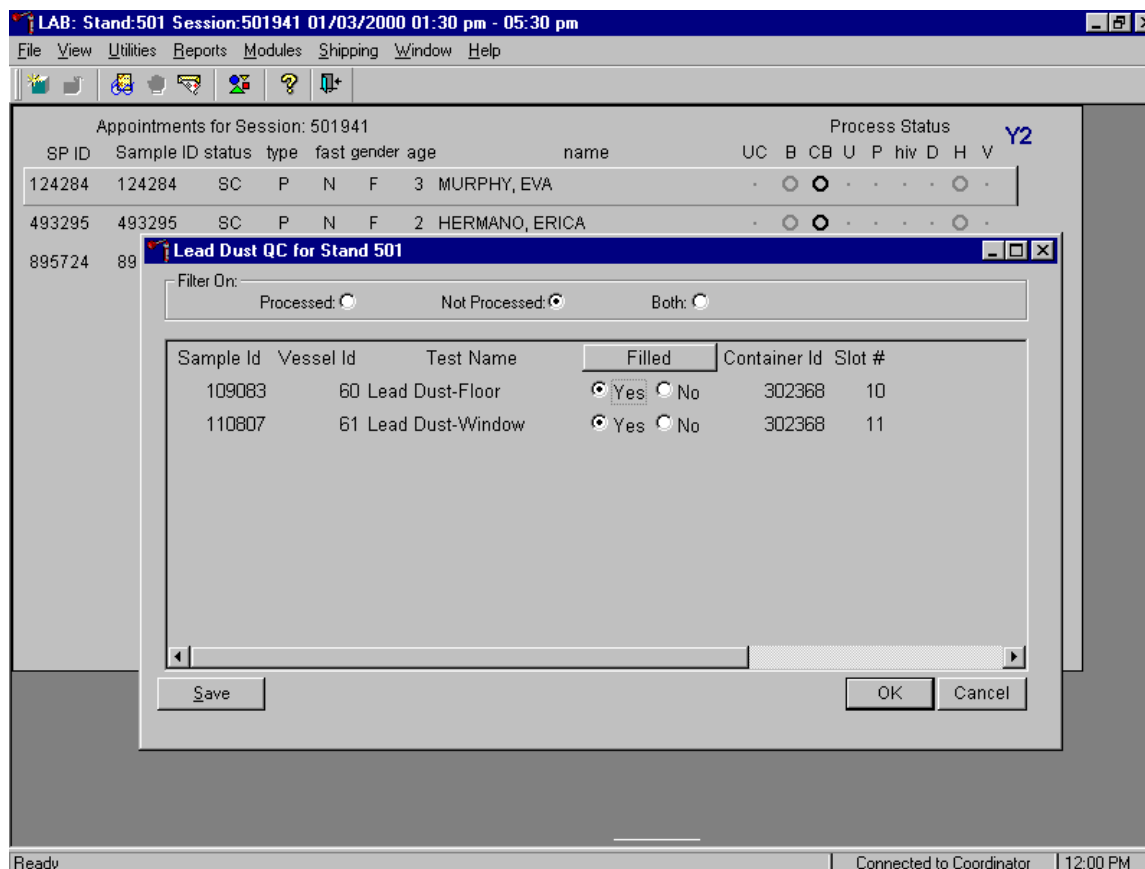 LAB: Stand:501 Session:501941 01/03/2000 01:30 pm - 05:30 pm
File View Utilities Reports Modules Shipping Window Help
Appointments for Session: 501941 Process Status Y2
SP ID Sample ID status type fast gender age name UC B CB U P hiv D H V
124284 124284 SC P N F 3 MURPHY, EVA
493295 493295 SC P N F 2 HERMANO, ERICA
895724 89
Lead Dust QC for Stand 501
Filter On:
Processed: Not Processed: Both:
Sample Id Vessel Id Test Name Filled Container Id Slot #
109083 60 Lead Dust-Floor Yes No 302368 10
110807 61 Lead Dust-Window Yes No 302368 11
Save OK Cancel
Ready Connected to Coordinator 12:00 PM